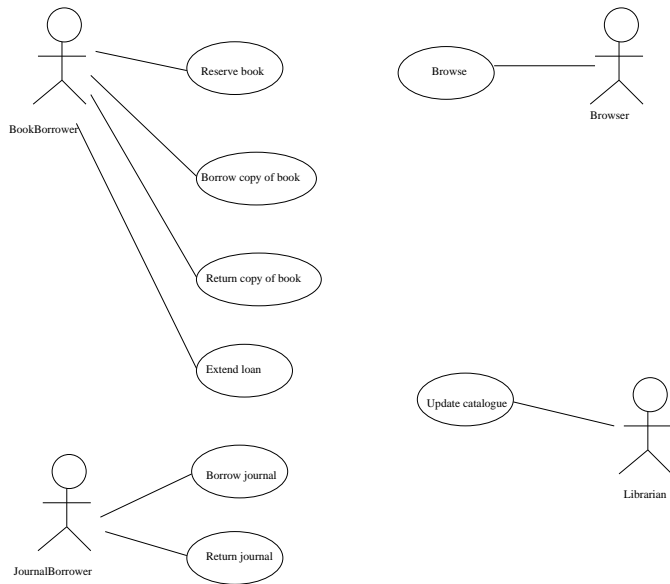 Reserve book
Browse
BookBorrower
Browser
Borrow copy of book
Return copy of book
Extend loan
Update catalogue
Borrow journal
Librarian
Return journal
JournalBorrower